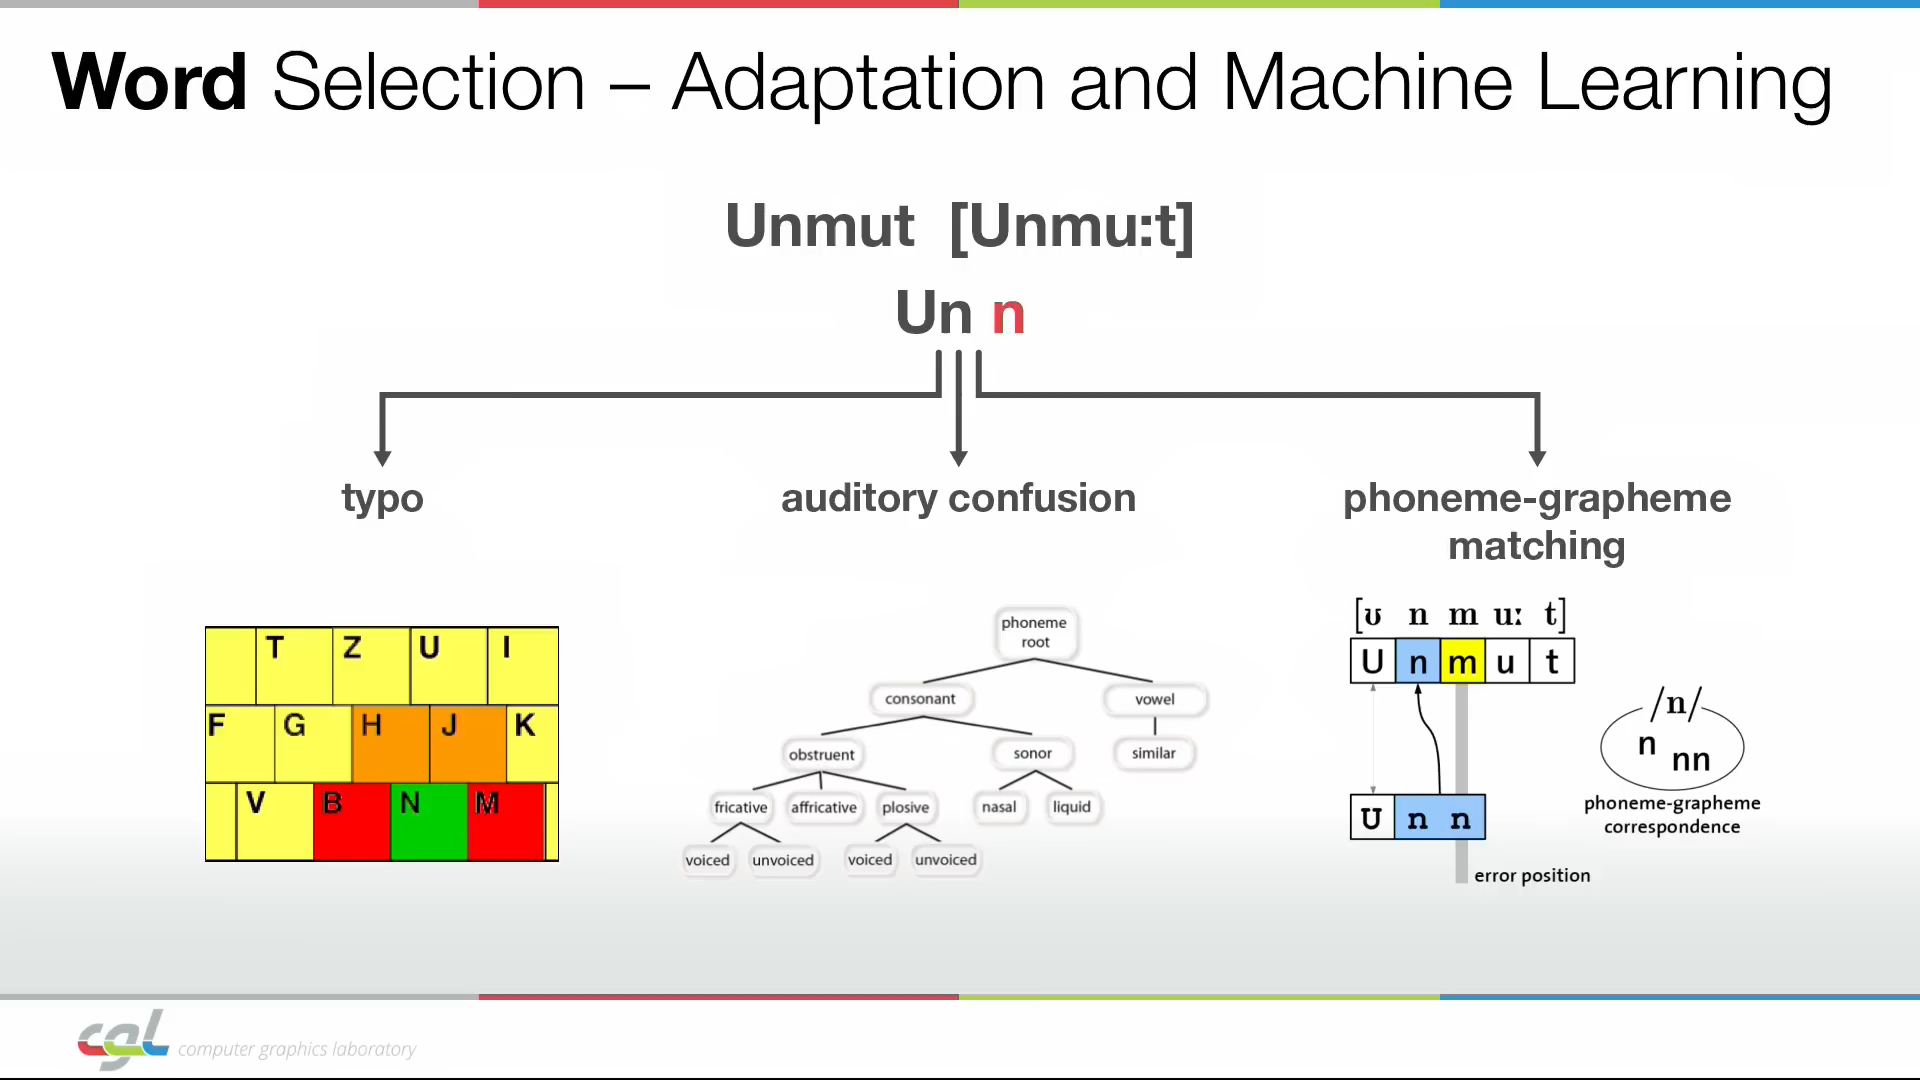 Word Selection – Adaptation and Machine Learning
Unmut [Unmu:t]
Un n
typo
auditory confusion
phoneme-grapheme
matching
T Z U I
F G H J K
V B N M
phoneme
root
consonant vowel
obstruent sonor similar
fricative affricative plosive nasal liquid
voiced unvoiced voiced unvoiced
[ʊ n m u: t]
U n m u t
/n/
n
nn
phoneme-grapheme
correspondence
U n n
error position
cgl computer graphics laboratory